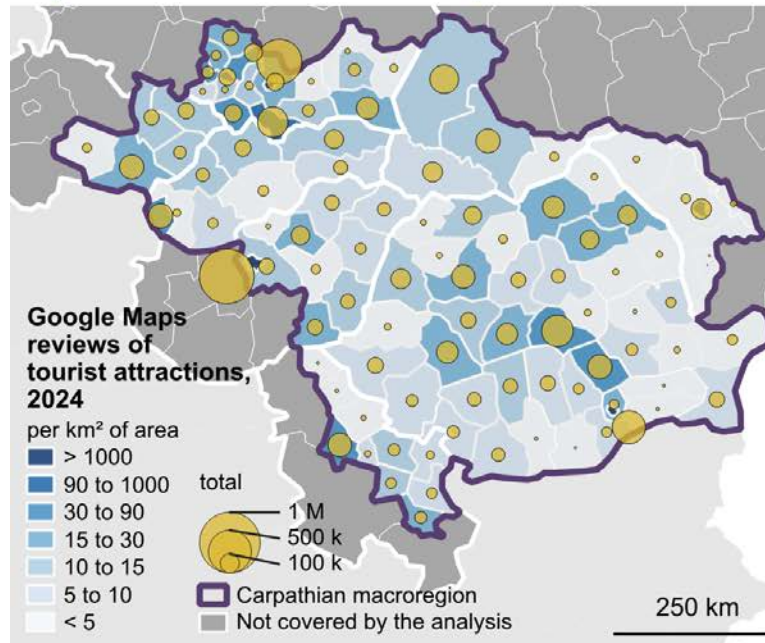 Google Maps
reviews of
tourist attractions,
2024
per km² of area
> 1000
90 to 1000
30 to 90
15 to 30
10 to 15
5 to 10
< 5
total
1 M
500 k
100 k
Carpathian macroregion
Not covered by the analysis
250 km